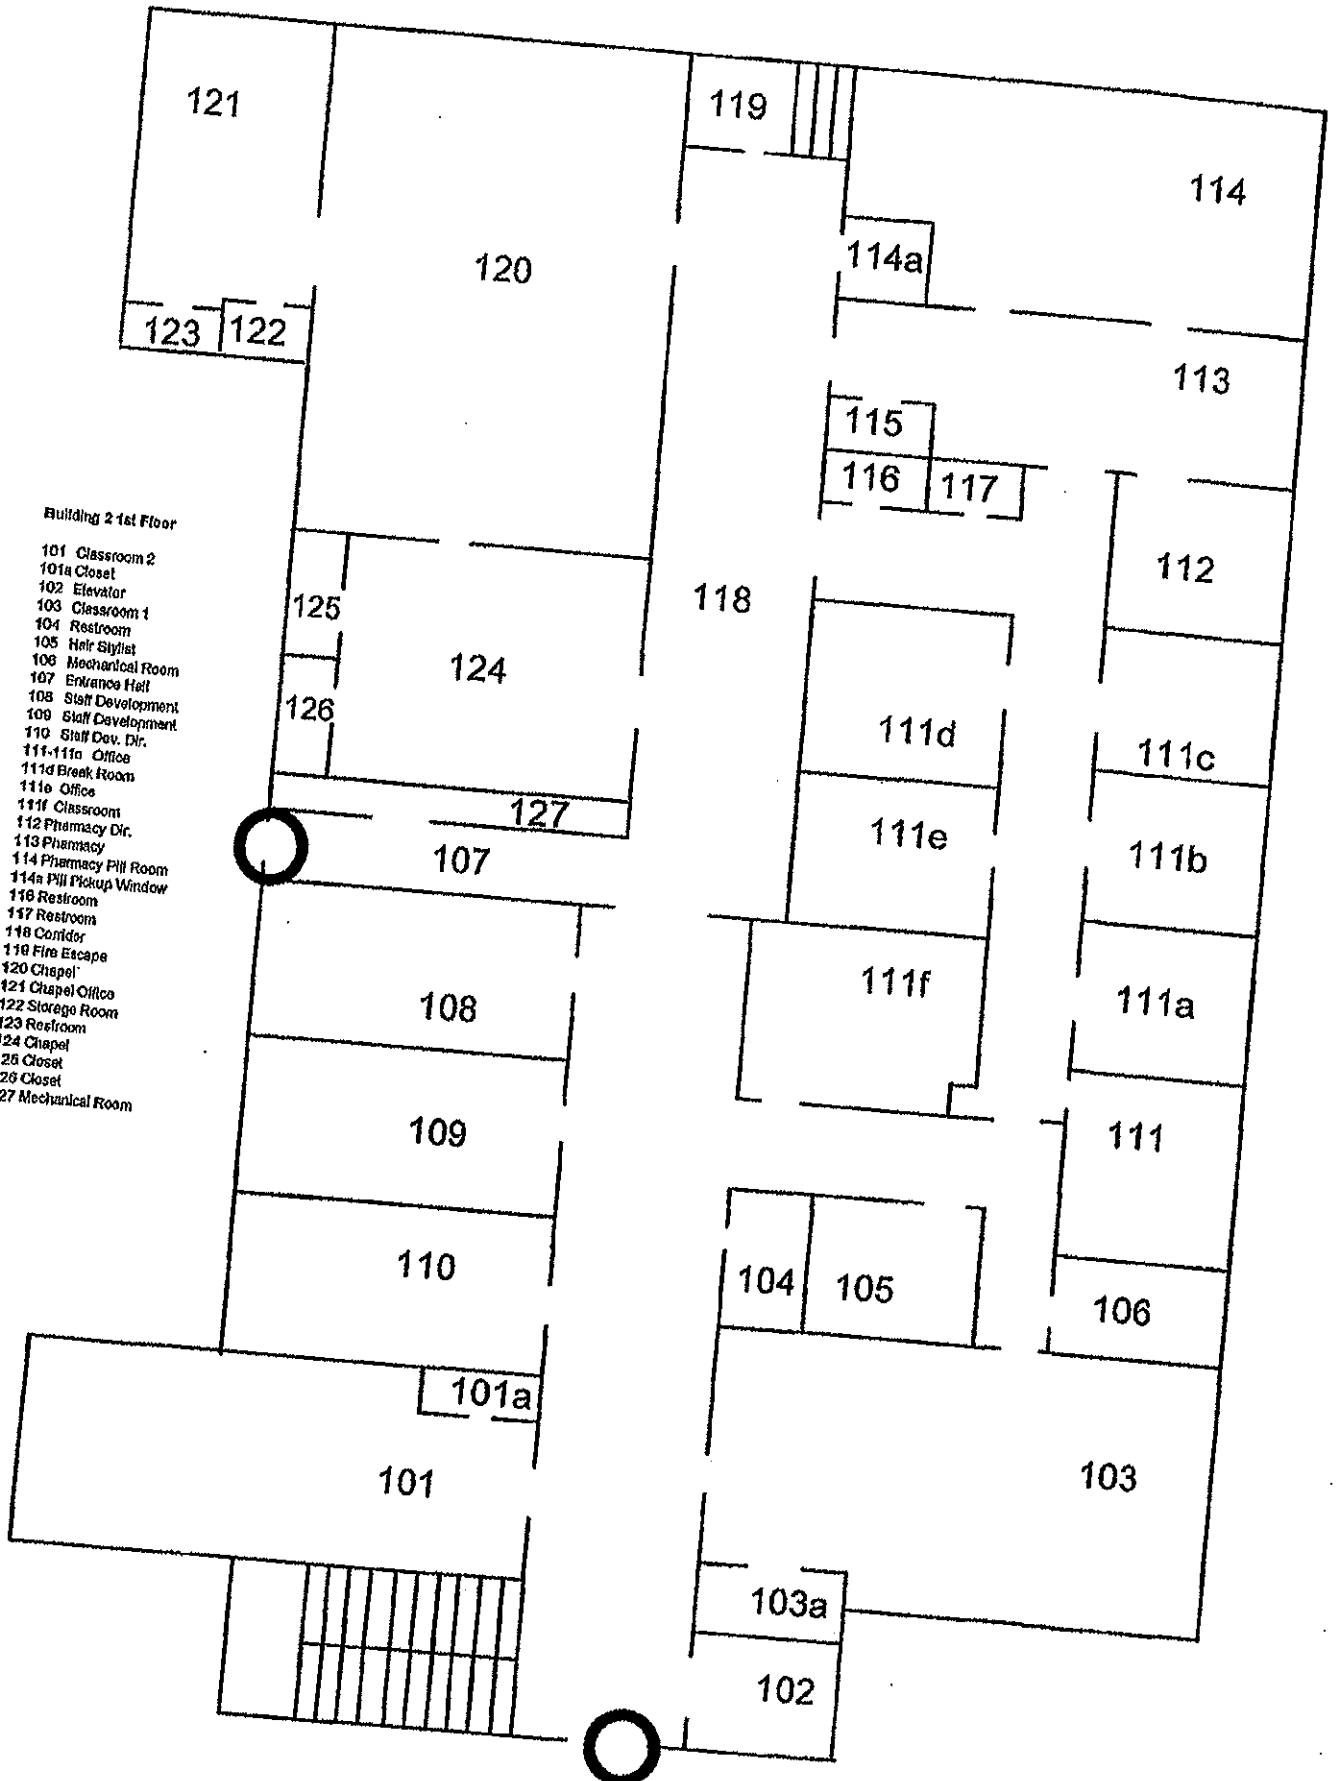 121
119
114
120
114a
123 122
113
115
116 117
Building 2 1st Floor
112
101 Classroom 2
101a Closet
102 Elevator
103 Classroom 1
104 Restroom
105 Hair Stylist
106 Mechanical Room
107 Entrance Hall
108 Staff Development
109 Staff Development
110 Staff Dev. Dir.
111-111a Office
111d Break Room
111e Office
111f Classroom
112 Pharmacy Dir.
113 Pharmacy
114 Pharmacy Pill Room
114a Pill Pickup Window
116 Restroom
117 Restroom
118 Corridor
119 Fire Escape
120 Chapel
121 Chapel Office
122 Storage Room
123 Restroom
124 Chapel
25 Closet
26 Closet
27 Mechanical Room
125
118
124
126
111d
111c
127
107
111e
111b
108
111f
111a
109
111
110
104 105
106
101a
101
103
103a
102